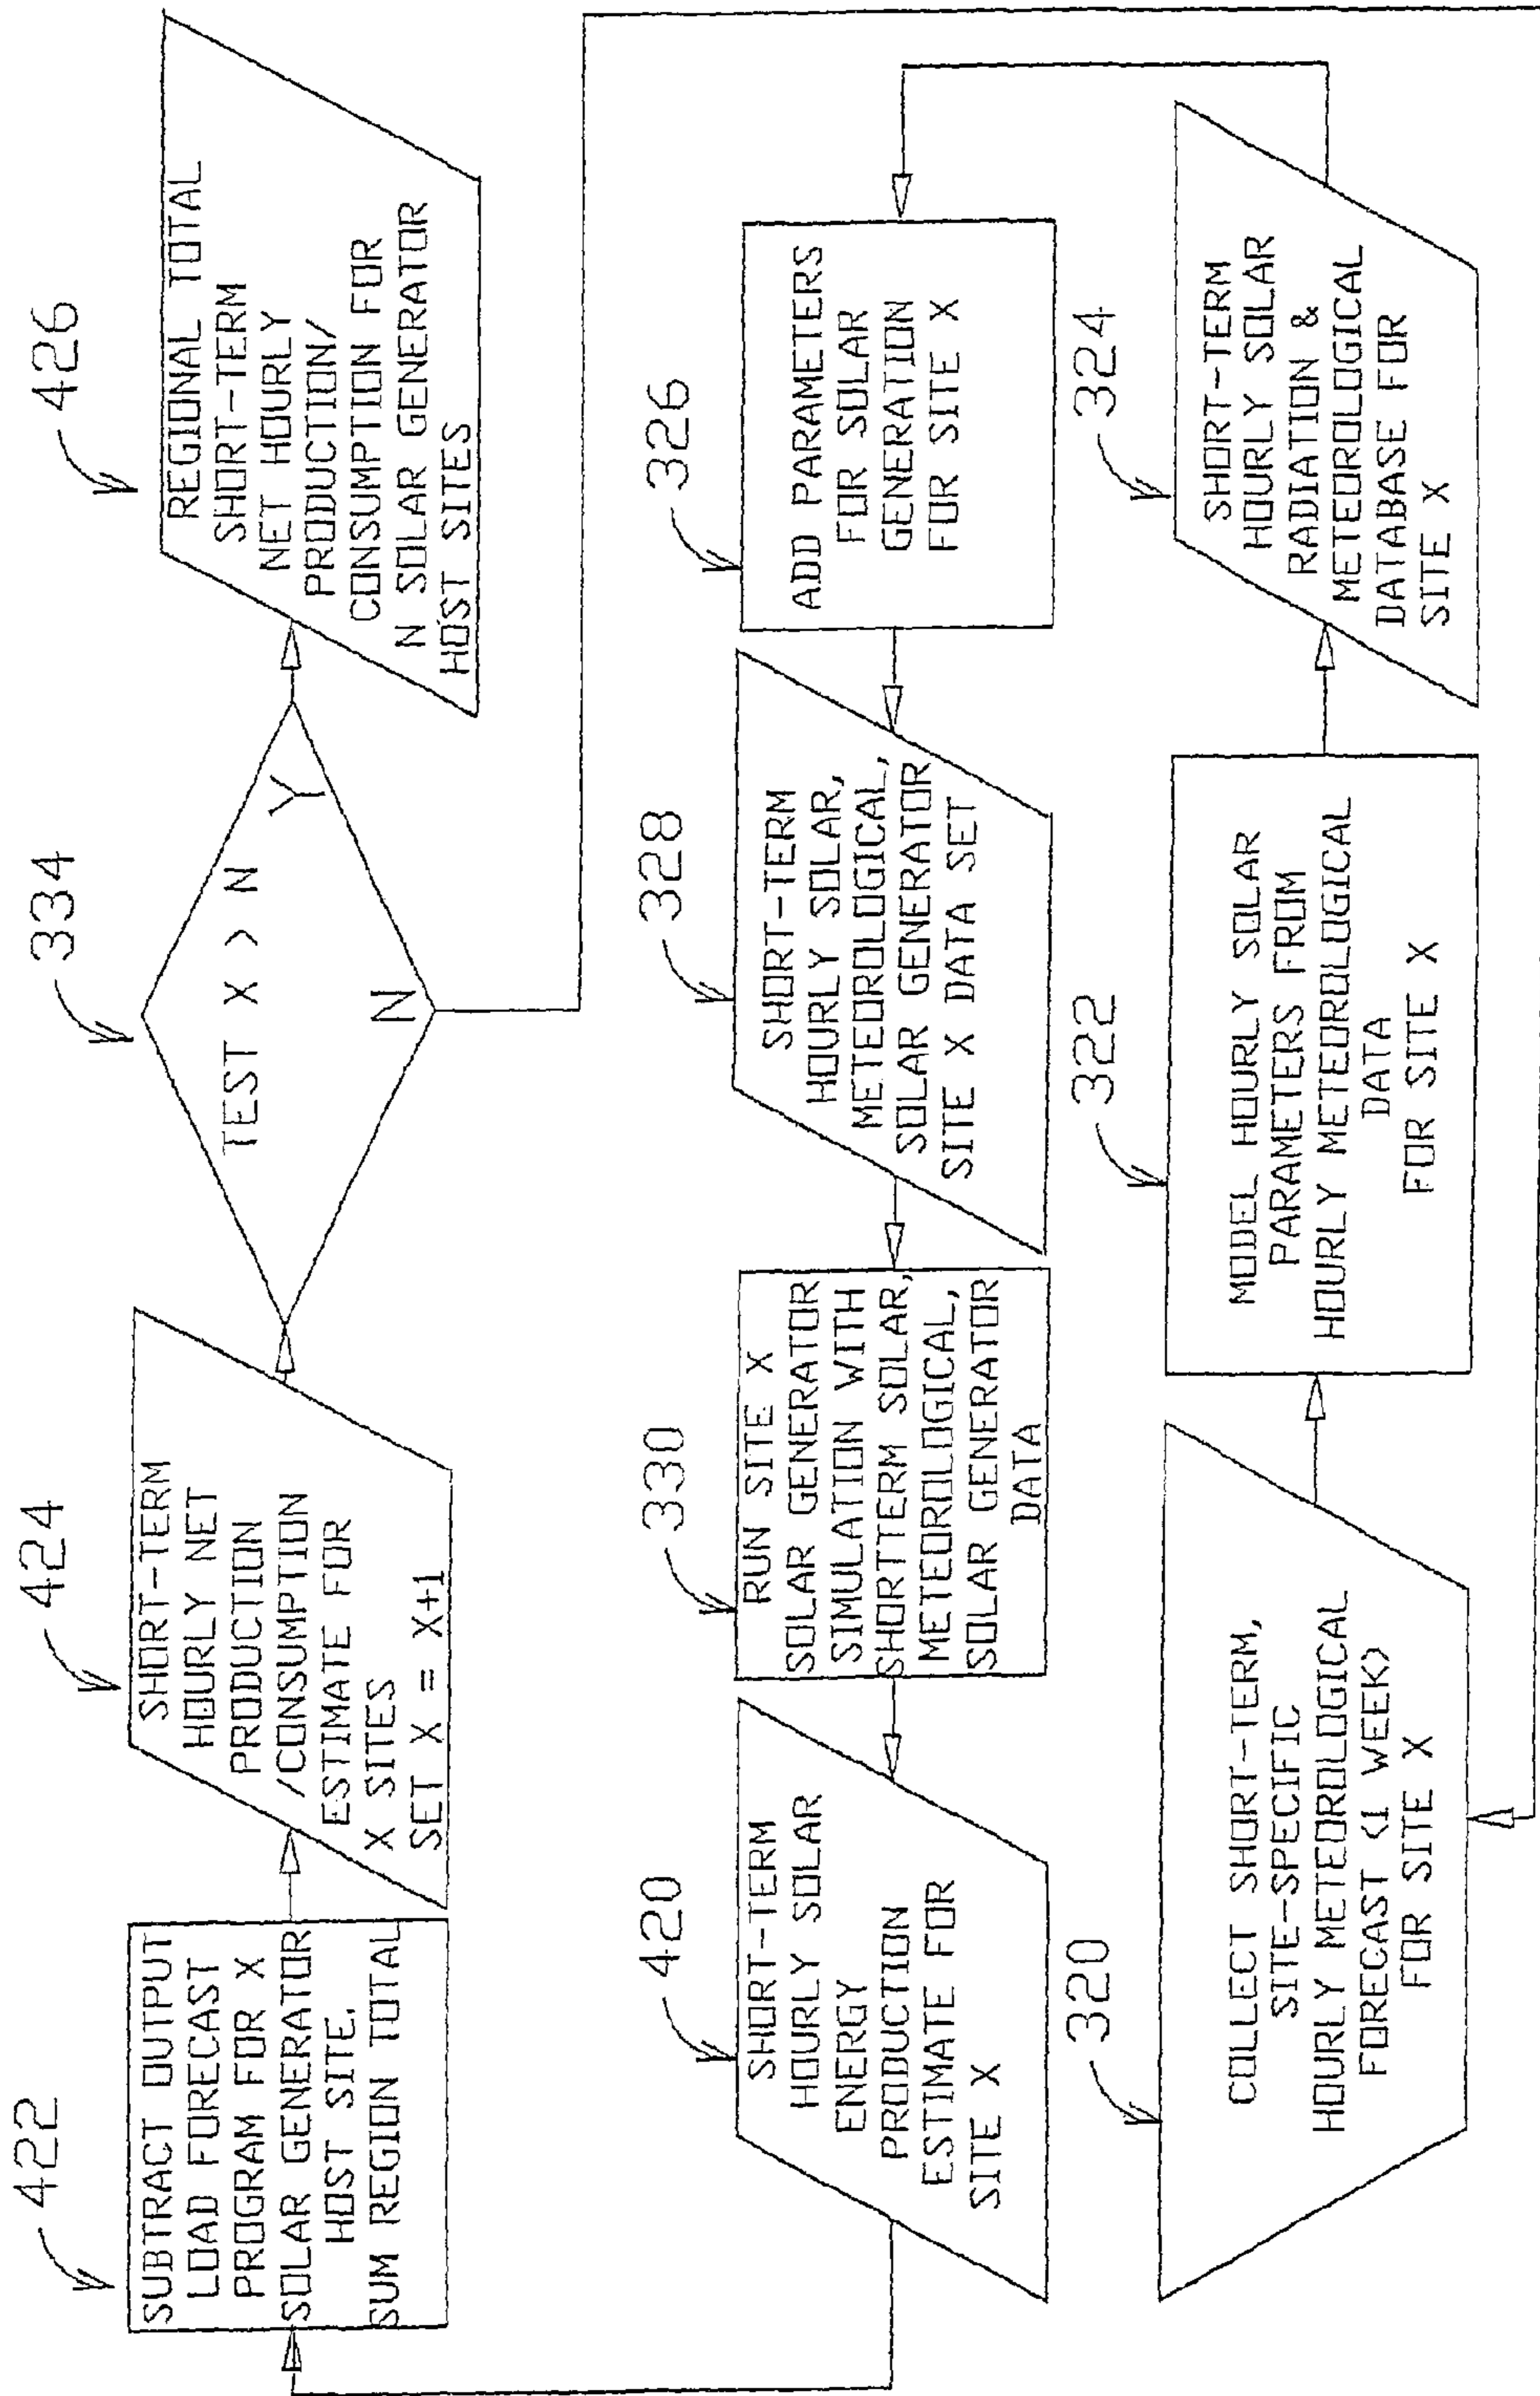 422
SUBTRACT OUTPUT
LOAD FORECAST
PROGRAM FOR X
SOLAR GENERATOR
HOST SITE.
SUM REGION TOTAL
424
SHORT-TERM
HOURLY NET
PRODUCTION
/CONSUMPTION
ESTIMATE FOR
X SITES
SET X = X+1
334
TEST X > N
Y
N
426
REGIONAL TOTAL
SHORT-TERM
NET HOURLY
PRODUCTION/
CONSUMPTION FOR
N SOLAR GENERATOR
HOST SITES
420
SHORT-TERM
HOURLY SOLAR
ENERGY
PRODUCTION
ESTIMATE FOR
SITE X
330
RUN SITE X
SOLAR GENERATOR
SIMULATION WITH
SHORTTERM SOLAR,
METEOROLOGICAL,
SOLAR GENERATOR
DATA
328
SHORT-TERM
HOURLY SOLAR,
METEOROLOGICAL,
SOLAR GENERATOR
SITE X DATA SET
326
ADD PARAMETERS
FOR SOLAR
GENERATION
FOR SITE X
320
COLLECT SHORT-TERM,
SITE-SPECIFIC
HOURLY METEOROLOGICAL
FORECAST (1 WEEK)
FOR SITE X
322
MODEL HOURLY SOLAR
PARAMETERS FROM
HOURLY METEOROLOGICAL
DATA
FOR SITE X
324
SHORT-TERM
HOURLY SOLAR
RADIATION &
METEOROLOGICAL
DATABASE FOR
SITE X